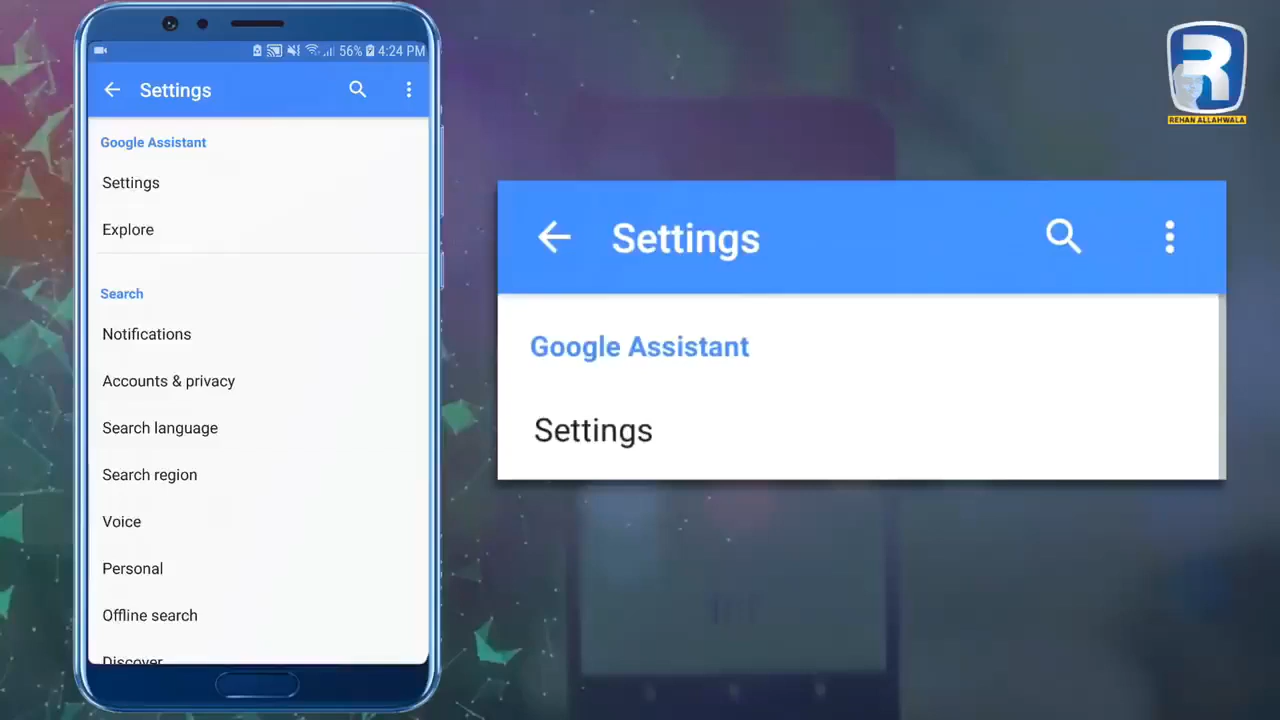 56% 4:24 PM
Settings
Google Assistant
Settings
Explore
Search
Notifications
Accounts & privacy
Search language
Search region
Voice
Personal
Offline search
Discover
Settings
Google Assistant
Settings
R
REHAN ALLAHWALA